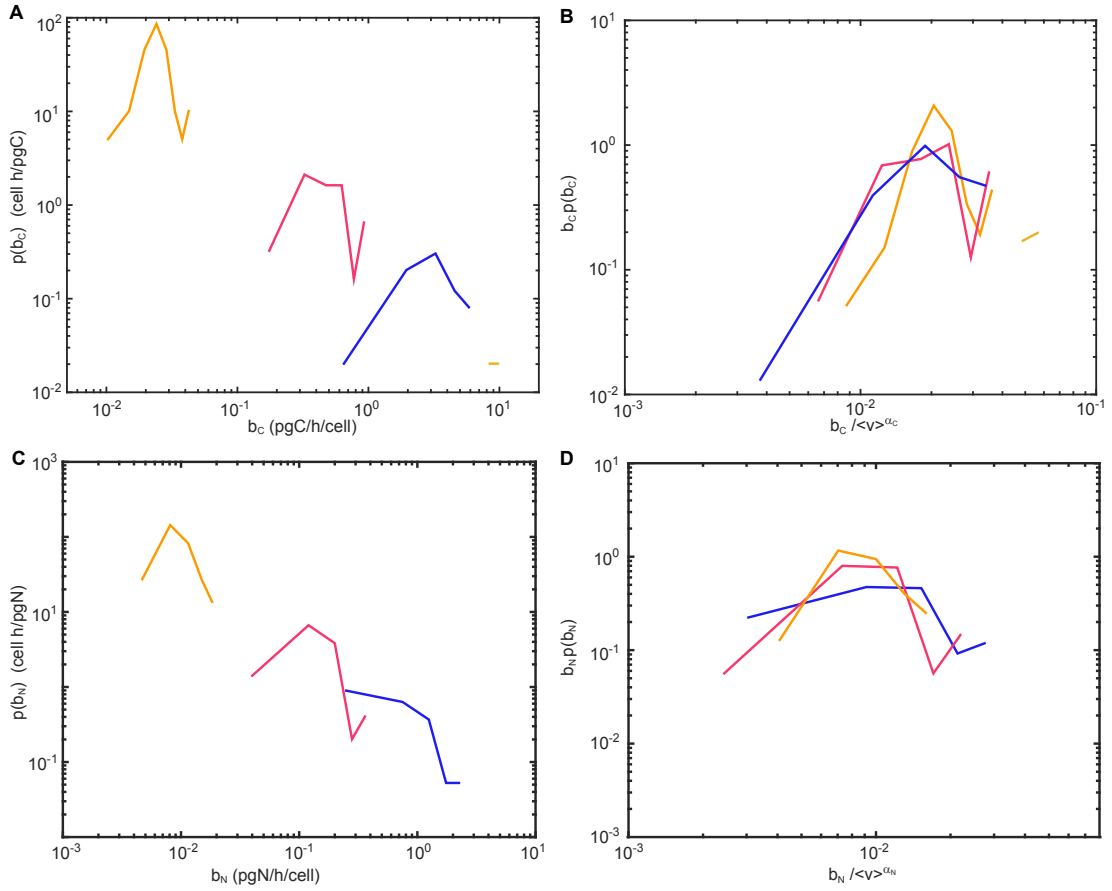 A
10^2
10^1
10^0
10^-1
10^-2
p(b_C) (cell h/pgC)
10^-2
10^-1
10^0
10^1
b_C (pgC/h/cell)
B
10^1
10^0
10^-1
10^-2
b_C p(b_C)
10^-3
10^-2
10^-1
b_C /<v>^α_C
C
10^3
10^1
10^-1
p(b_N) (cell h/pgN)
10^-3
10^-2
10^-1
10^0
10^1
b_N (pgN/h/cell)
D
10^1
10^0
10^-1
10^-2
10^-3
b_N p(b_N)
10^-3
10^-2
b_N /<v>^α_N